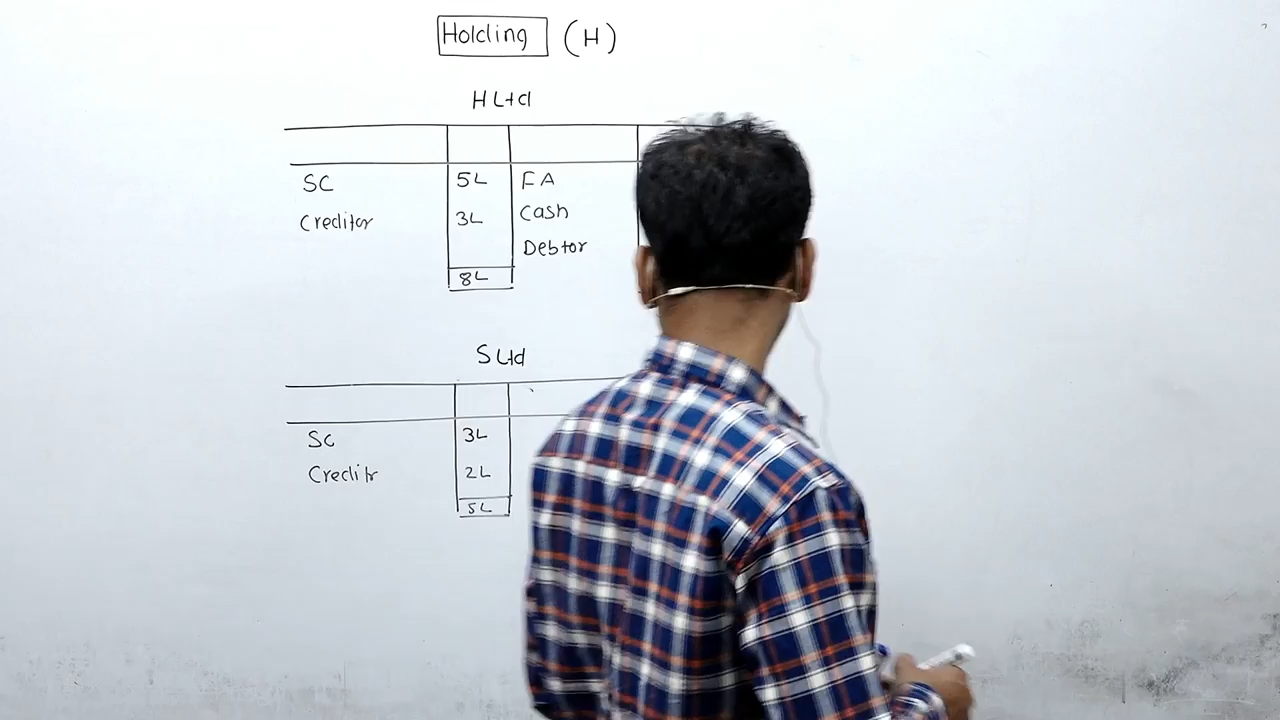 Holding (H)
H Ltd
SC 5L FA
Creditor 3L Cash
Debtor
8L
S Ltd
SC 3L
Creditr 2L
5L